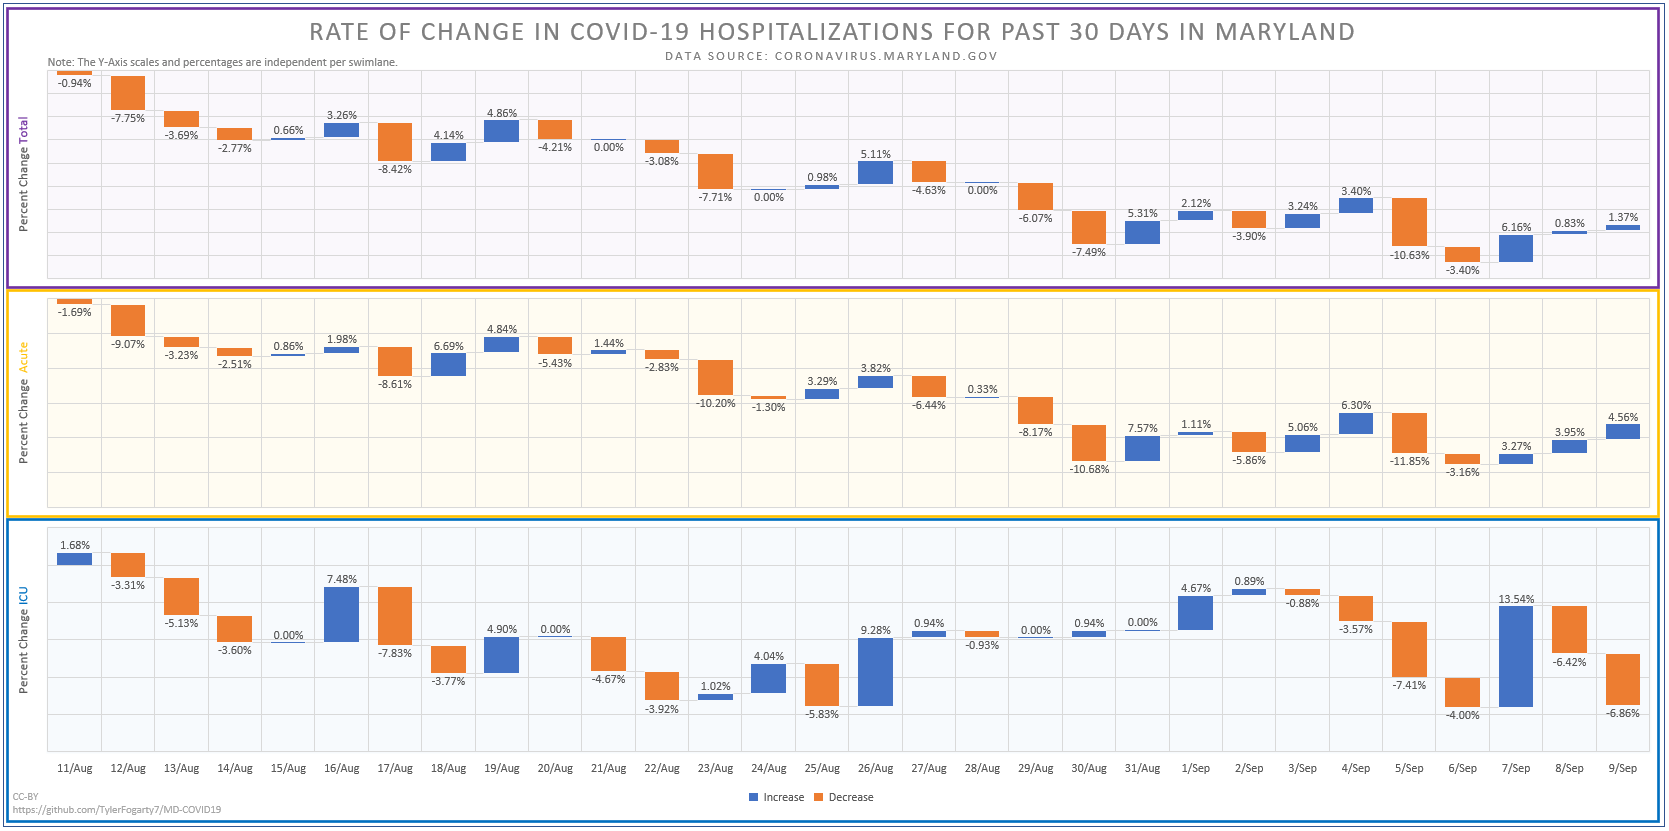 RATE OF CHANGE IN COVID-19 HOSPITALIZATIONS FOR PAST 30 DAYS IN MARYLAND
DATA SOURCE: CORONAVIRUS.MARYLAND.GOV
Note: The Y-Axis scales and percentages are independent per swimlane.
Percent Change Total
-0.94% -7.75% -3.69% -2.77% 0.66% 3.26% -8.42% 4.14% 4.86% -4.21% 0.00% -3.08% -7.71% 0.00% 0.98% 5.11% -4.63% 0.00% -6.07% -7.49% 5.31% 2.12% -3.90% 3.24% 3.40% -10.63% -3.40% 6.16% 0.83% 1.37%
Percent Change Acute
-1.69% -9.07% -3.23% -2.51% 0.86% 1.98% -8.61% 6.69% 4.84% -5.43% 1.44% -2.83% -10.20% -1.30% 3.29% 3.82% -6.44% 0.33% -8.17% -10.68% 7.57% 1.11% -5.86% 5.06% 6.30% -11.85% -3.16% 3.27% 3.95% 4.56%
Percent Change ICU
1.68% -3.31% -5.13% -3.60% 0.00% 7.48% -7.83% -3.77% 4.90% 0.00% -4.67% -3.92% 1.02% 4.04% -5.83% 9.28% 0.94% -0.93% 0.00% 0.94% 0.00% 4.67% 0.89% -0.88% -3.57% -7.41% -4.00% 13.54% -6.42% -6.86%
11/Aug 12/Aug 13/Aug 14/Aug 15/Aug 16/Aug 17/Aug 18/Aug 19/Aug 20/Aug 21/Aug 22/Aug 23/Aug 24/Aug 25/Aug 26/Aug 27/Aug 28/Aug 29/Aug 30/Aug 31/Aug 1/Sep 2/Sep 3/Sep 4/Sep 5/Sep 6/Sep 7/Sep 8/Sep 9/Sep
Increase Decrease
CC-BY
https://github.com/TylerFogarty7/MD-COVID19